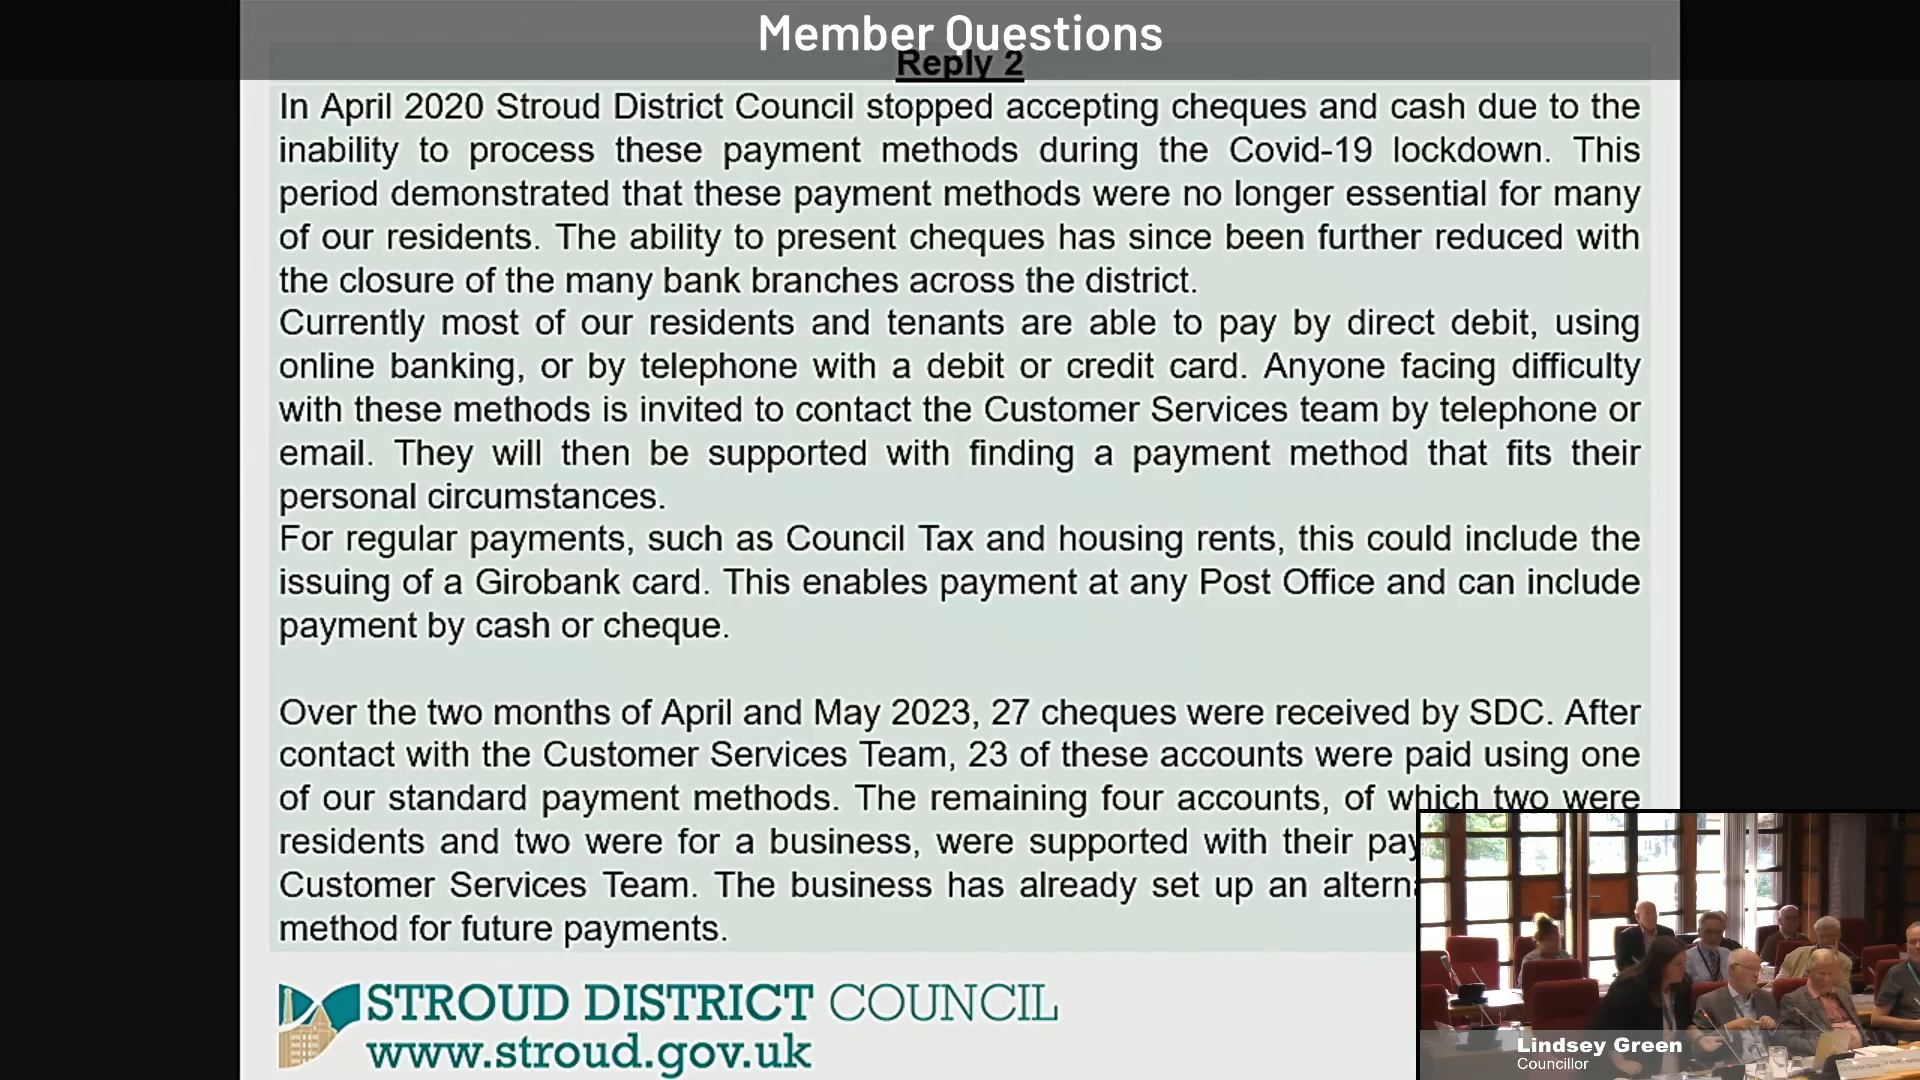 Member Questions
Reply 2
In April 2020 Stroud District Council stopped accepting cheques and cash due to the
inability to process these payment methods during the Covid-19 lockdown. This
period demonstrated that these payment methods were no longer essential for many
of our residents. The ability to present cheques has since been further reduced with
the closure of the many bank branches across the district.
Currently most of our residents and tenants are able to pay by direct debit, using
online banking, or by telephone with a debit or credit card. Anyone facing difficulty
with these methods is invited to contact the Customer Services team by telephone or
email. They will then be supported with finding a payment method that fits their
personal circumstances.
For regular payments, such as Council Tax and housing rents, this could include the
issuing of a Girobank card. This enables payment at any Post Office and can include
payment by cash or cheque.
Over the two months of April and May 2023, 27 cheques were received by SDC. After
contact with the Customer Services Team, 23 of these accounts were paid using one
of our standard payment methods. The remaining four accounts, of which two were
residents and two were for a business, were supported with their
Customer Services Team. The business has already set up an
method for future payments.
STROUD DISTRICT COUNCIL
www.stroud.gov.uk
Lindsey Green
Councillor